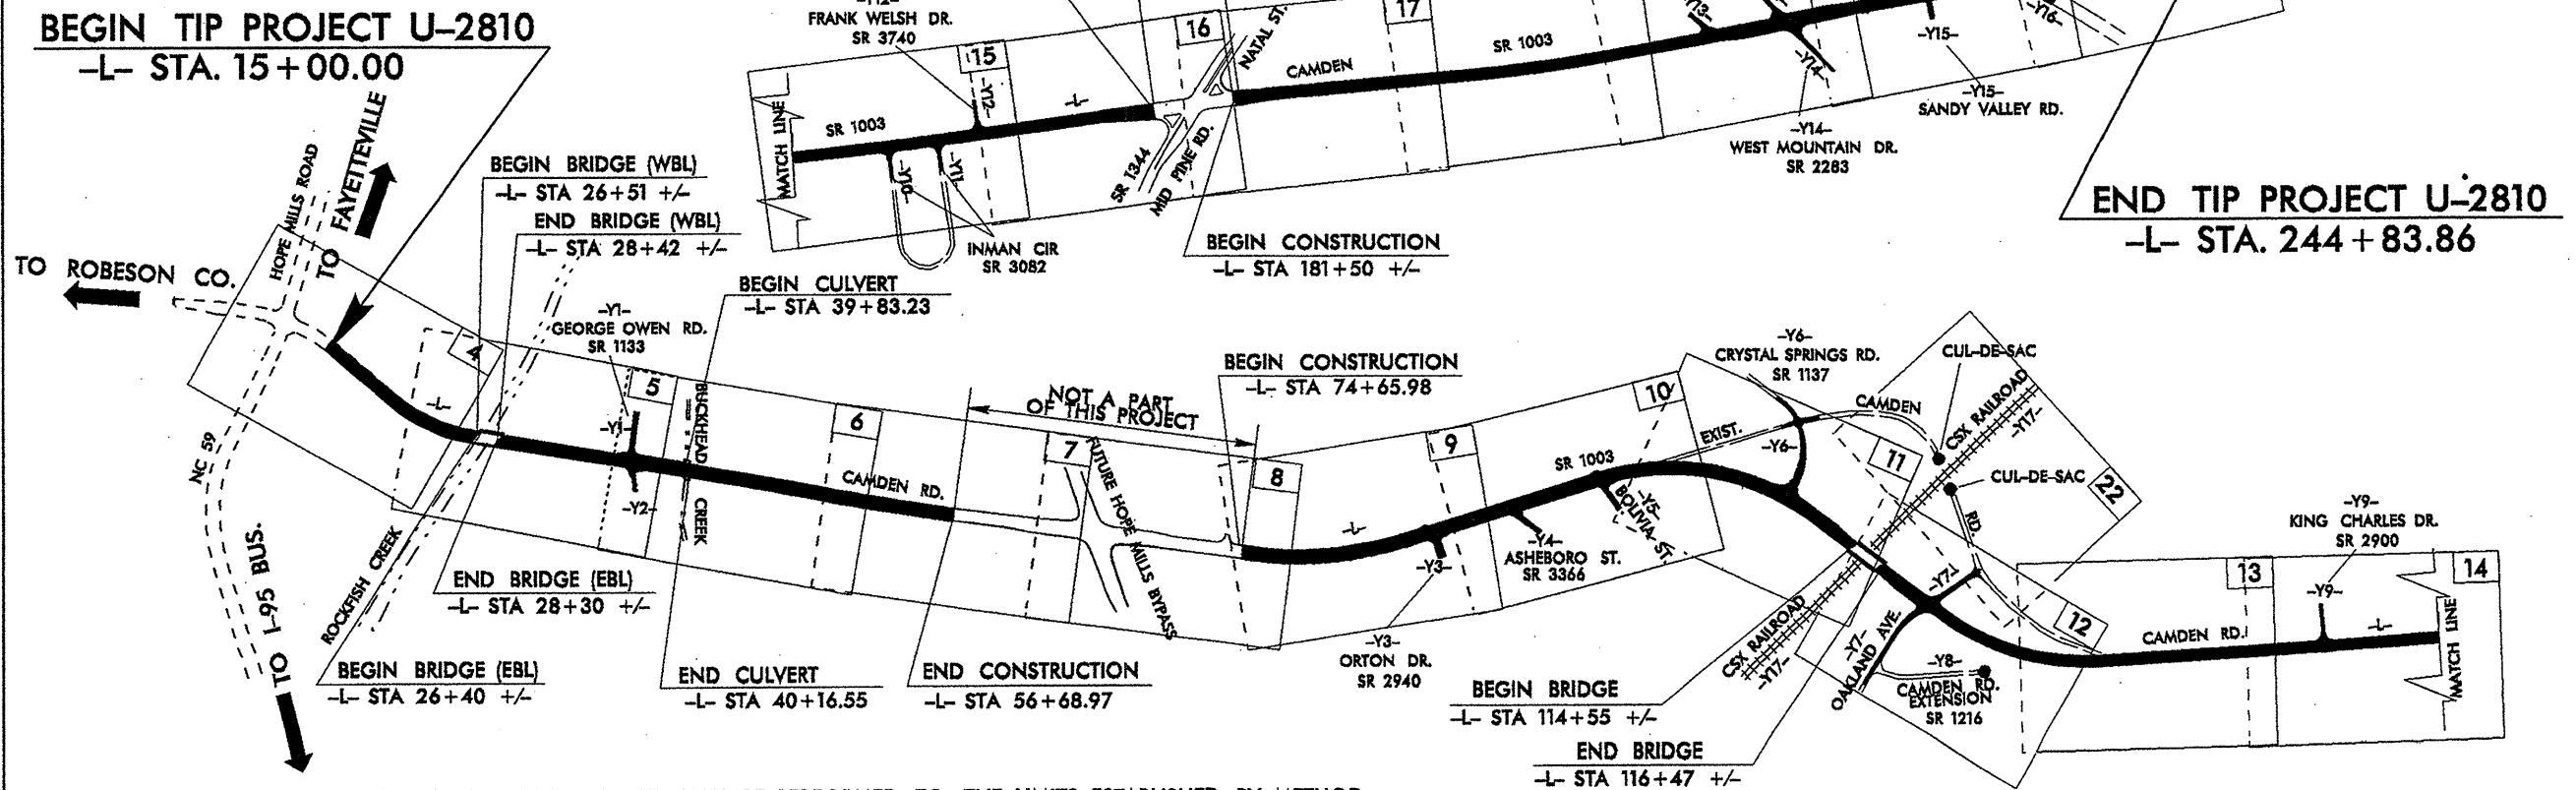 BEGIN TIP PROJECT U-2810
-L- STA. 15+00.00
FRANK WELSH DR.
SR 3740
15
-Y12-
16
NATAL ST.
17
SR 1003
CAMDEN
-L-
SR 1003
MATCH LINE
-Y10-
-Y11-
INMAN CIR
SR 3082
SR 1344
MID PINE RD.
BEGIN CONSTRUCTION
-L- STA 181+50 +/-
-Y14-
-Y14-
WEST MOUNTAIN DR.
SR 2283
-Y15-
-Y15-
SANDY VALLEY RD.
-Y16-
END TIP PROJECT U-2810
-L- STA. 244+83.86
TO ROBESON CO.
HOPE MILLS ROAD
TO FAYETTEVILLE
NC 59
TO I-95 BUS.
BEGIN BRIDGE (WBL)
-L- STA 26+51 +/-
END BRIDGE (WBL)
-L- STA 28+42 +/-
BEGIN CULVERT
-L- STA 39+83.23
-Y1-
GEORGE OWEN RD.
SR 1133
4
-L-
5
-Y1-
-Y2-
BUCKHEAD CREEK
6
CAMDEN RD.
NOT A PART
OF THIS PROJECT
7
FUTURE HOPE MILLS BYPASS
BEGIN CONSTRUCTION
-L- STA 74+65.98
8
-L-
9
-Y3-
SR 1003
10
EXIST.
CAMDEN
RD.
-Y6-
CRYSTAL SPRINGS RD.
SR 1137
-Y6-
CUL-DE-SAC
CSX RAILROAD
-Y17-
11
CUL-DE-SAC
22
-Y5-
BOLIVIA ST.
-Y4-
ASHEBORO ST.
SR 3366
-Y3-
ORTON DR.
SR 2940
ROCKFISH CREEK
END BRIDGE (EBL)
-L- STA 28+30 +/-
BEGIN BRIDGE (EBL)
-L- STA 26+40 +/-
END CULVERT
-L- STA 40+16.55
END CONSTRUCTION
-L- STA 56+68.97
CSX RAILROAD
-Y17-
BEGIN BRIDGE
-L- STA 114+55 +/-
END BRIDGE
-L- STA 116+47 +/-
-Y7-
OAKLAND AVE.
-Y8-
CAMDEN RD.
EXTENSION
SR 1216
12
CAMDEN RD.
13
-Y9-
KING CHARLES DR.
SR 2900
-Y9-
-L-
MATCH LINE
14